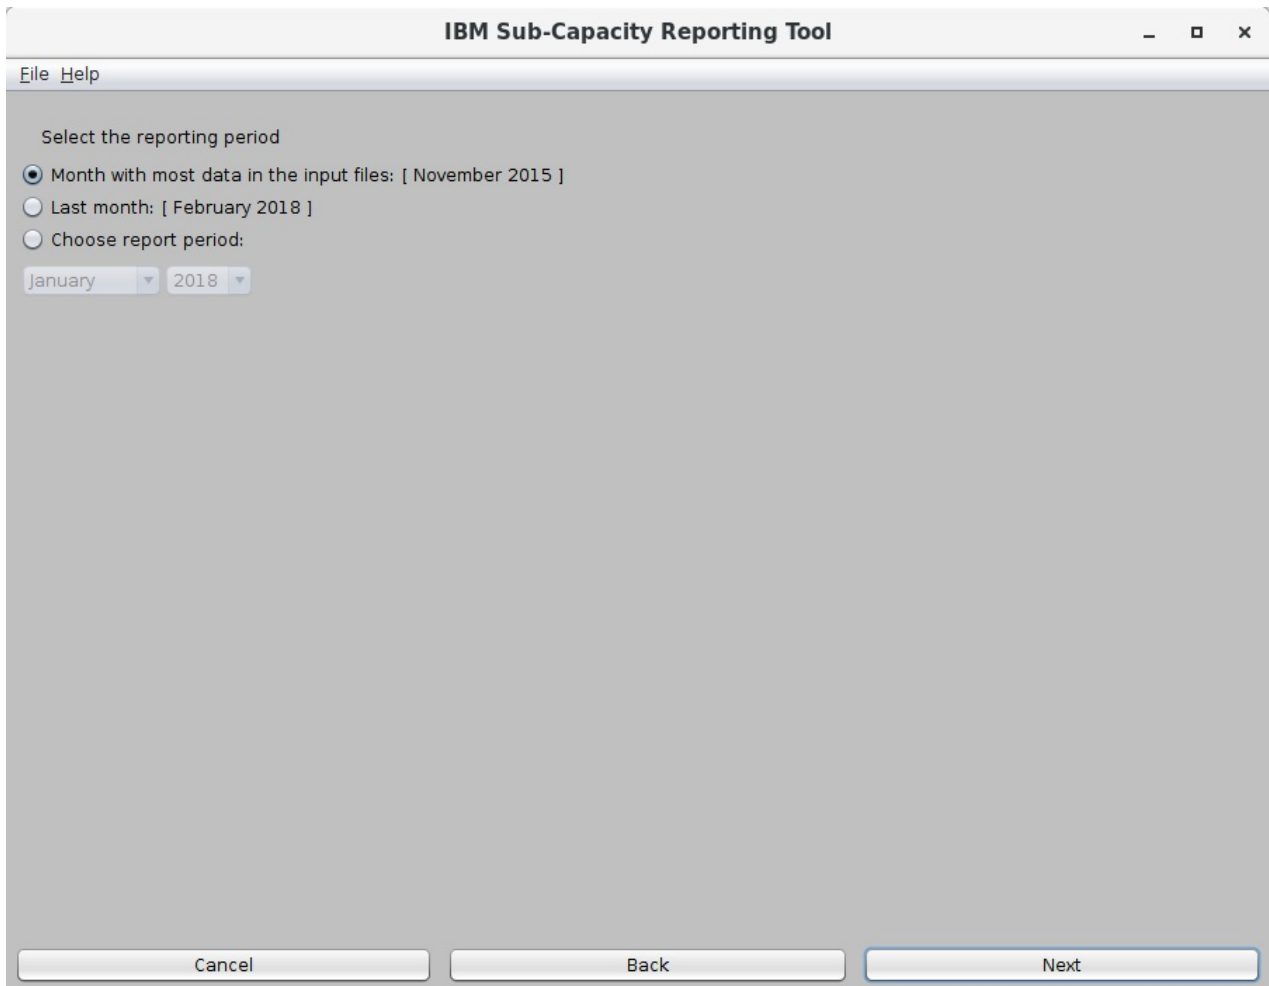 IBM Sub-Capacity Reporting Tool
File Help
Select the reporting period
Month with most data in the input files: [ November 2015 ]
Last month: [ February 2018 ]
Choose report period:
January 2018
Cancel Back Next